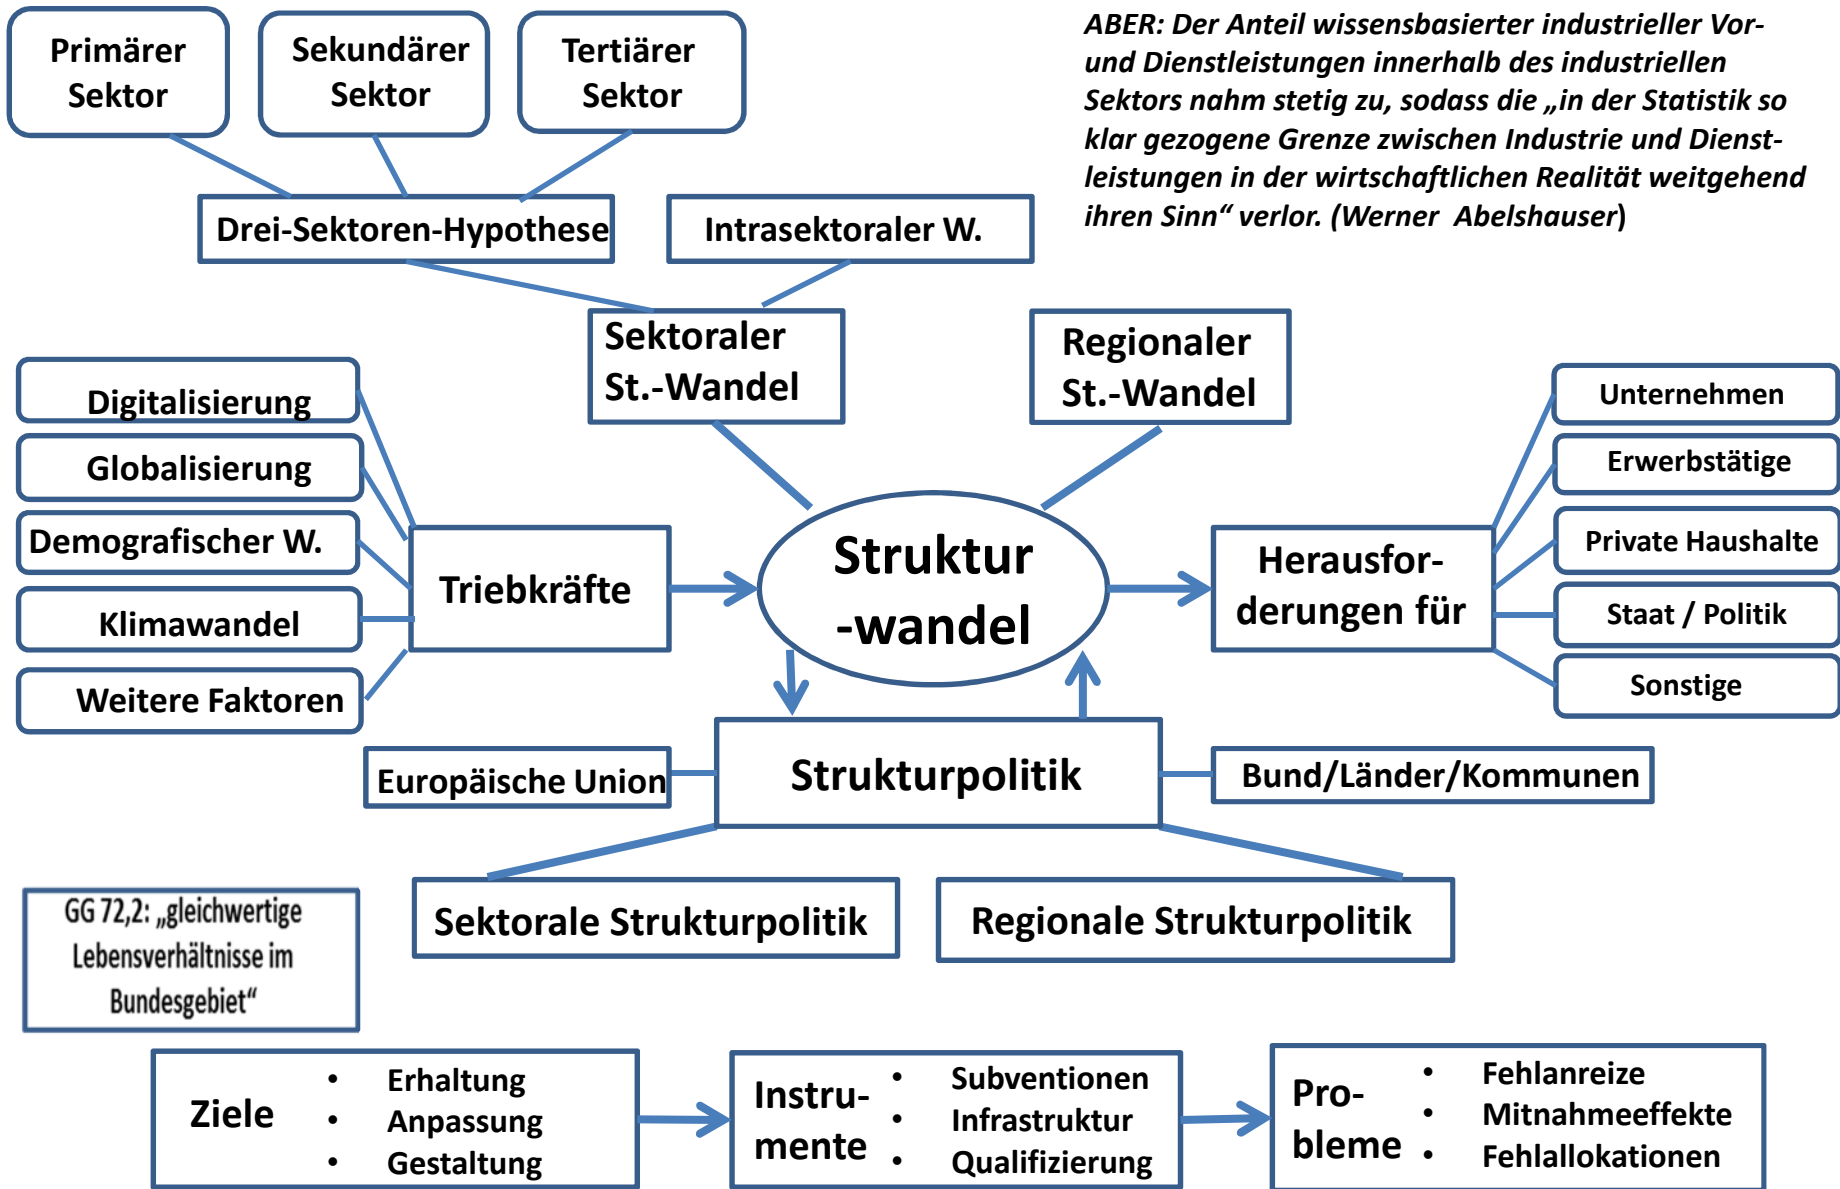 Primärer
Sektor
Sekundärer
Sektor
Tertiärer
Sektor
ABER: Der Anteil wissensbasierter industrieller Vor-
und Dienstleistungen innerhalb des industriellen
Sektors nahm stetig zu, sodass die „in der Statistik so
klar gezogene Grenze zwischen Industrie und Dienst-
leistungen in der wirtschaftlichen Realität weitgehend
ihren Sinn“ verlor. (Werner Abelshauser)
Drei-Sektoren-Hypothese
Intrasektoraler W.
Sektoraler
St.-Wandel
Regionaler
St.-Wandel
Digitalisierung
Globalisierung
Demografischer W.
Klimawandel
Weitere Faktoren
Triebkräfte
Struktur
-wandel
Herausfor-
derungen für
Unternehmen
Erwerbstätige
Private Haushalte
Staat / Politik
Sonstige
Europäische Union
Strukturpolitik
Bund/Länder/Kommunen
Sektorale Strukturpolitik
Regionale Strukturpolitik
GG 72,2: „gleichwertige
Lebensverhältnisse im
Bundesgebiet“
Ziele
• Erhaltung
• Anpassung
• Gestaltung
Instru-
mente
• Subventionen
• Infrastruktur
• Qualifizierung
Pro-
bleme
• Fehlanreize
• Mitnahmeeffekte
• Fehlallokationen